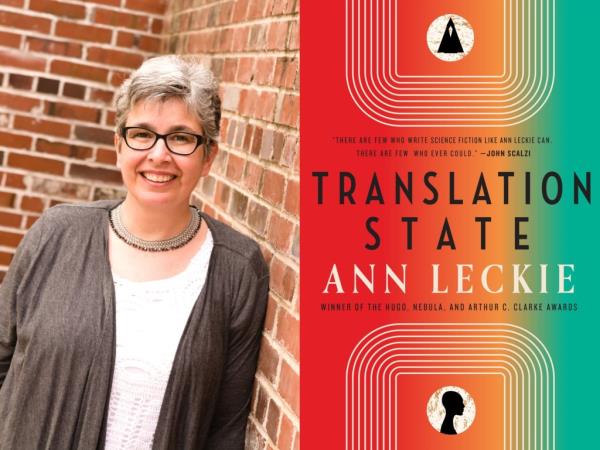 "THERE ARE FEW WHO WRITE SCIENCE FICTION LIKE ANN LECKIE CAN.
THERE ARE FEW WHO EVER COULD." —JOHN SCALZI
TRANSLATION
STATE
ANN LECKIE
WINNER OF THE HUGO, NEBULA, AND ARTHUR C. CLARKE AWARDS